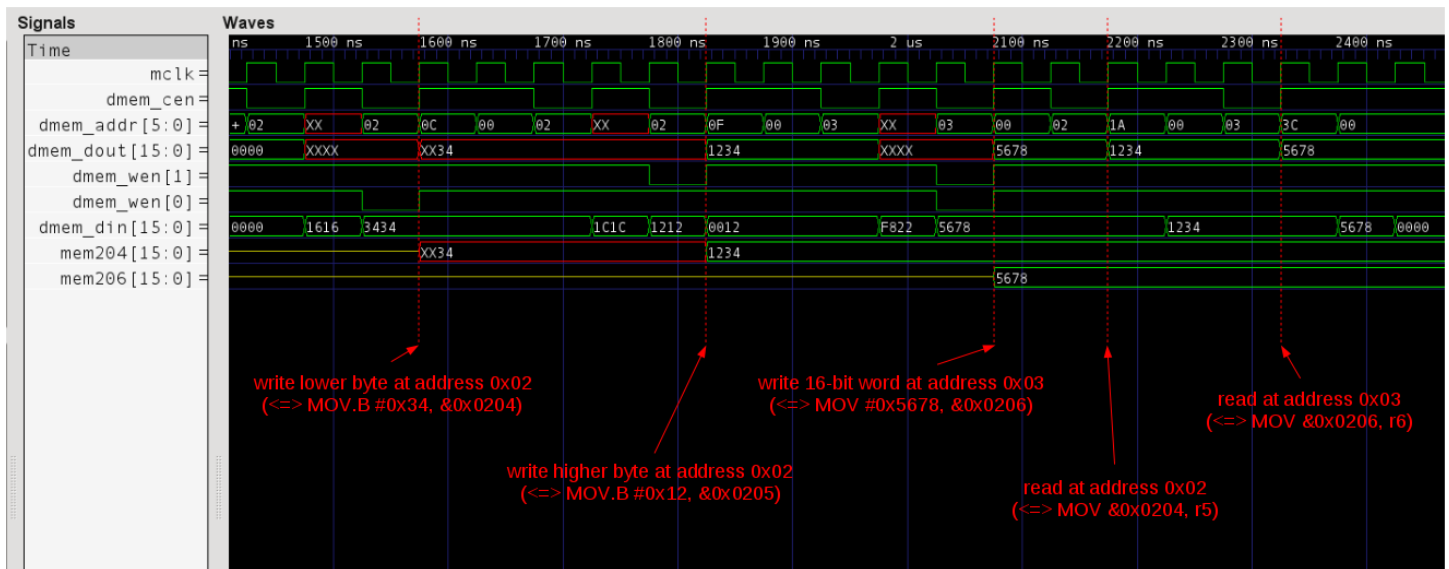 Signals Waves
Time
ns 1500 ns 1600 ns 1700 ns 1800 ns 1900 ns 2 us 2100 ns 2200 ns 2300 ns 2400 ns
mclk =
dmem_cen =
dmem_addr[5:0] = + 02 XX 02 0C 00 02 XX 02 0F 00 03 XX 03 00 02 1A 00 03 3C 00
dmem_dout[15:0] = 0000 XXXX XX34 1234 XXXX 5678 1234 5678
dmem_wen[1] =
dmem_wen[0] =
dmem_din[15:0] = 0000 1616 3434 1C1C 1212 0012 F822 5678 1234 5678 0000
mem204[15:0] = XX34 1234
mem206[15:0] = 5678
write lower byte at address 0x02
(<=> MOV.B #0x34, &0x0204)
write higher byte at address 0x02
(<=> MOV.B #0x12, &0x0205)
write 16-bit word at address 0x03
(<=> MOV #0x5678, &0x0206)
read at address 0x02
(<=> MOV &0x0204, r5)
read at address 0x03
(<=> MOV &0x0206, r6)